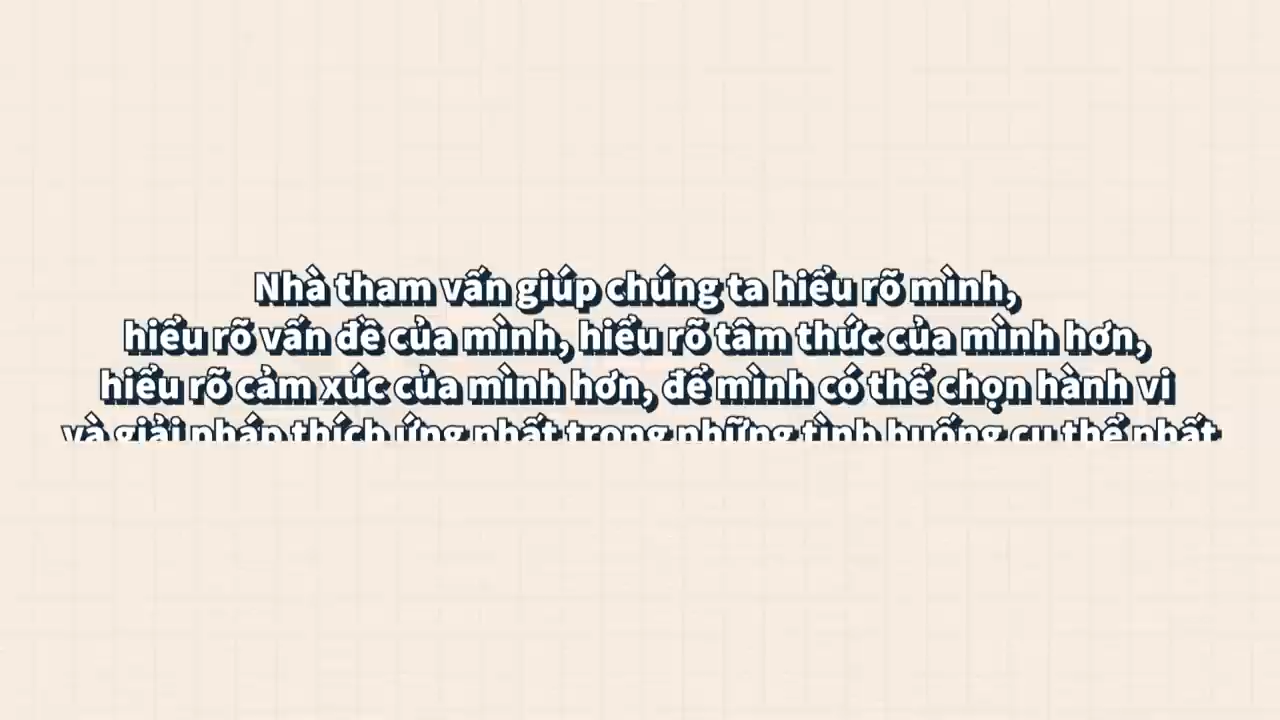 Nhà tham vấn giúp chúng ta hiểu rõ mình,
hiểu rõ vấn đề của mình, hiểu rõ tâm thức của mình hơn,
hiểu rõ cảm xúc của mình hơn, để mình có thể chọn hành vi
và giải pháp thích ứng nhất trong những tình huống cụ thể nhất